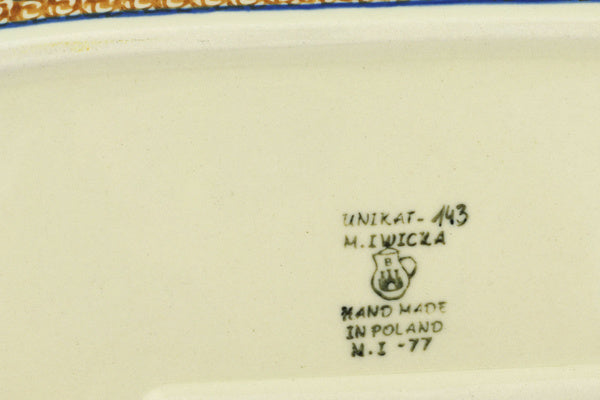 UNIKAT-143
M. IWICKA
B
HAND MADE
IN POLAND
M.I-77